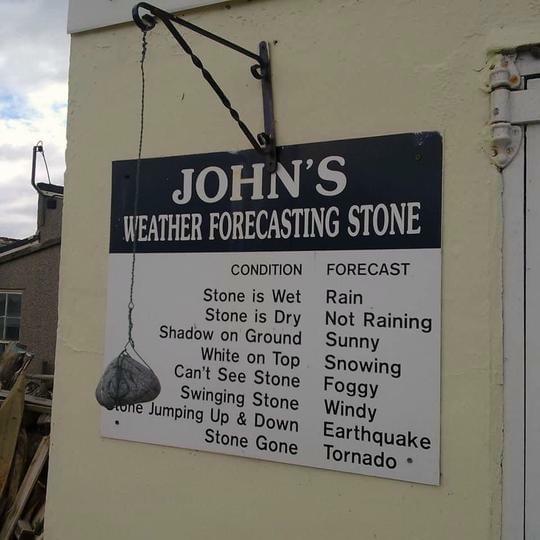 JOHN'S
WEATHER FORECASTING STONE
CONDITION FORECAST
Stone is Wet Rain
Stone is Dry Not Raining
Shadow on Ground Sunny
White on Top Snowing
Can't See Stone Foggy
Swinging Stone Windy
Stone Jumping Up & Down Earthquake
Stone Gone Tornado